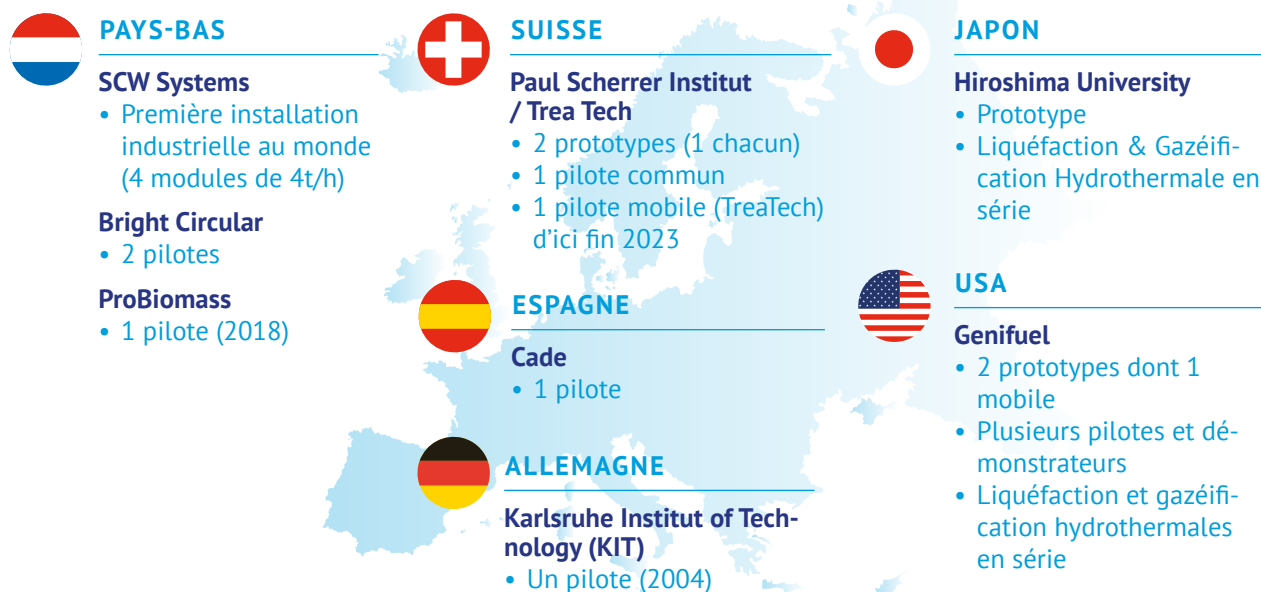 PAYS-BAS
SCW Systems
• Première installation
industrielle au monde
(4 modules de 4t/h)
Bright Circular
• 2 pilotes
ProBiomass
• 1 pilote (2018)
SUISSE
Paul Scherrer Institut
/ Trea Tech
• 2 prototypes (1 chacun)
• 1 pilote commun
• 1 pilote mobile (TreaTech)
d'ici fin 2023
ESPAGNE
Cade
• 1 pilote
ALLEMAGNE
Karlsruhe Institut of Tech-
nology (KIT)
• Un pilote (2004)
JAPON
Hiroshima University
• Prototype
• Liquéfaction & Gazéifi-
cation Hydrothermale en
série
USA
Genifuel
• 2 prototypes dont 1
mobile
• Plusieurs pilotes et dé-
monstrateurs
• Liquéfaction et gazéifi-
cation hydrothermales
en série